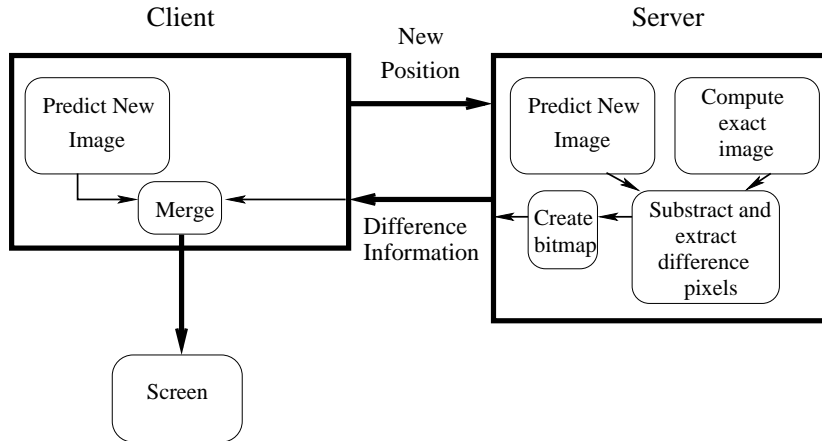 Client
New
Position
Server
Predict New
Image
Predict New
Image
Compute
exact
image
Merge
Difference
Information
Create
bitmap
Substract and
extract
difference
pixels
Screen